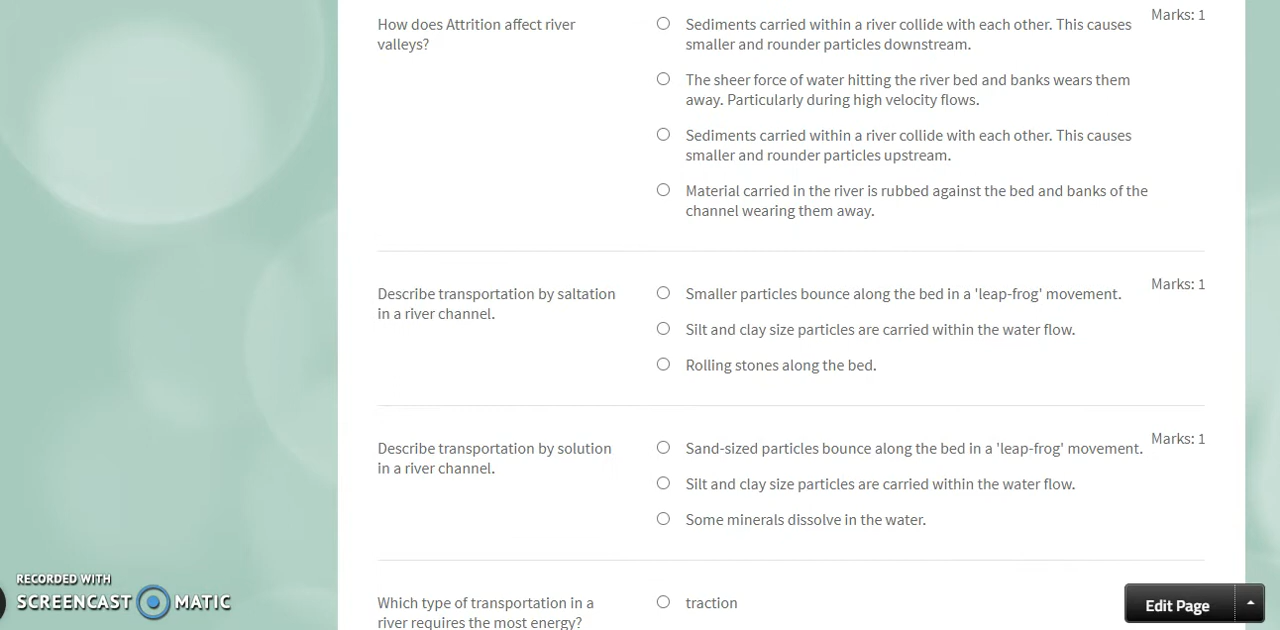 How does Attrition affect river
valleys?
Sediments carried within a river collide with each other. This causes
smaller and rounder particles downstream.
The sheer force of water hitting the river bed and banks wears them
away. Particularly during high velocity flows.
Sediments carried within a river collide with each other. This causes
smaller and rounder particles upstream.
Material carried in the river is rubbed against the bed and banks of the
channel wearing them away.
Marks: 1
Describe transportation by saltation
in a river channel.
Smaller particles bounce along the bed in a 'leap-frog' movement.
Silt and clay size particles are carried within the water flow.
Rolling stones along the bed.
Marks: 1
Describe transportation by solution
in a river channel.
Sand-sized particles bounce along the bed in a 'leap-frog' movement.
Silt and clay size particles are carried within the water flow.
Some minerals dissolve in the water.
Marks: 1
Which type of transportation in a
river requires the most energy?
traction
RECORDED WITH
SCREENCAST MATIC
Edit Page